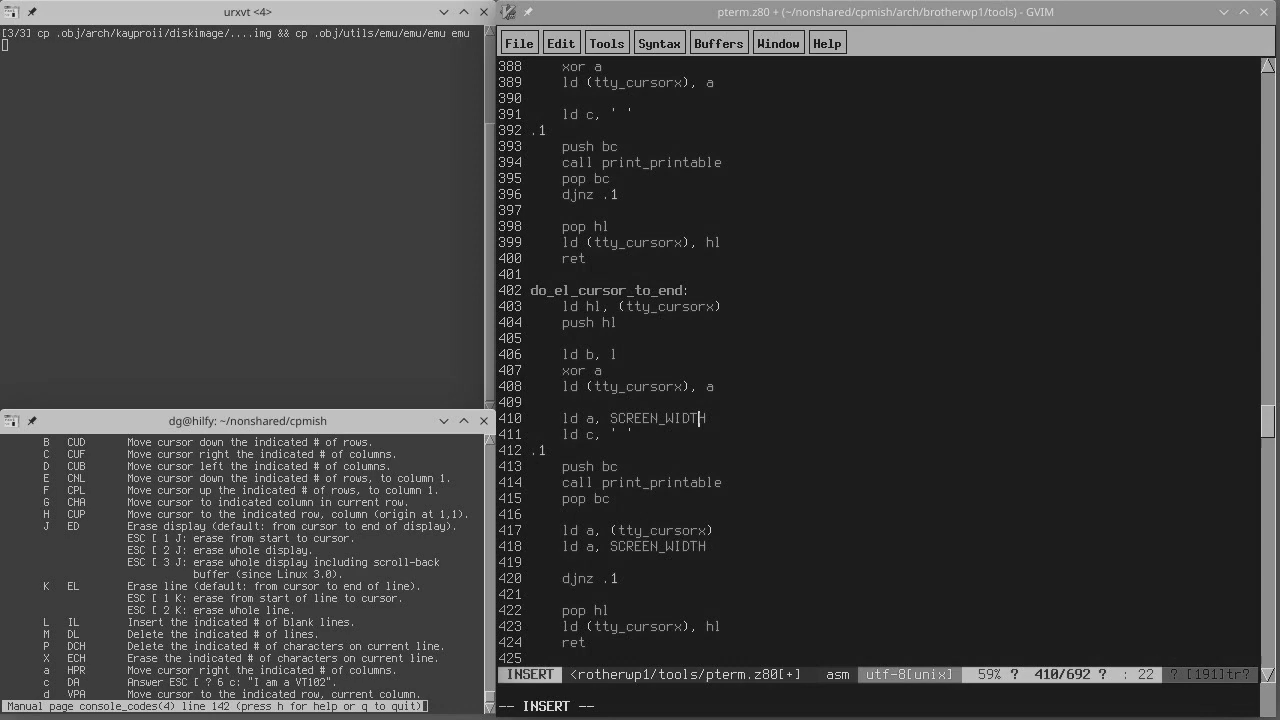 urxvt <4>
[3/3] cp .obj/arch/kayproii/diskimage/....img && cp .obj/utils/emu/emu/emu emu
dg@hilfy: ~/nonshared/cpmish
B CUD Move cursor down the indicated # of rows.
C CUF Move cursor right the indicated # of columns.
D CUB Move cursor left the indicated # of columns.
E CNL Move cursor down the indicated # of rows, to column 1.
F CPL Move cursor up the indicated # of rows, to column 1.
G CHA Move cursor to indicated column in current row.
H CUP Move cursor to the indicated row, column (origin at 1,1).
J ED Erase display (default: from cursor to end of display).
ESC [ 1 J: erase from start to cursor.
ESC [ 2 J: erase whole display.
ESC [ 3 J: erase whole display including scroll-back
buffer (since Linux 3.0).
K EL Erase line (default: from cursor to end of line).
ESC [ 1 K: erase from start of line to cursor.
ESC [ 2 K: erase whole line.
L IL Insert the indicated # of blank lines.
M DL Delete the indicated # of lines.
P DCH Delete the indicated # of characters on current line.
X ECH Erase the indicated # of characters on current line.
a HPR Move cursor right the indicated # of columns.
c DA Answer ESC [ ? 6 c: "I am a VT102".
d VPA Move cursor to the indicated row, current column.
Manual page console_codes(4) line 142 (press h for help or q to quit)
pterm.z80 + (~/nonshared/cpmish/arch/brotherwp1/tools) - GVIM
File Edit Tools Syntax Buffers Window Help
388 xor a
389 ld (tty_cursorx), a
390
391 ld c, ' '
392 .1
393 push bc
394 call print_printable
395 pop bc
396 djnz .1
397
398 pop hl
399 ld (tty_cursorx), hl
400 ret
401
402 do_el_cursor_to_end:
403 ld hl, (tty_cursorx)
404 push hl
405
406 ld b, l
407 xor a
408 ld (tty_cursorx), a
409
410 ld a, SCREEN_WIDTH
411 ld c, ' '
412 .1
413 push bc
414 call print_printable
415 pop bc
416
417 ld a, (tty_cursorx)
418 ld a, SCREEN_WIDTH
419
420 djnz .1
421
422 pop hl
423 ld (tty_cursorx), hl
424 ret
425
INSERT <rotherwp1/tools/pterm.z80[+] asm utf-8[unix] 59% ? 410/692 ? : 22 ? [191]tr?
-- INSERT --